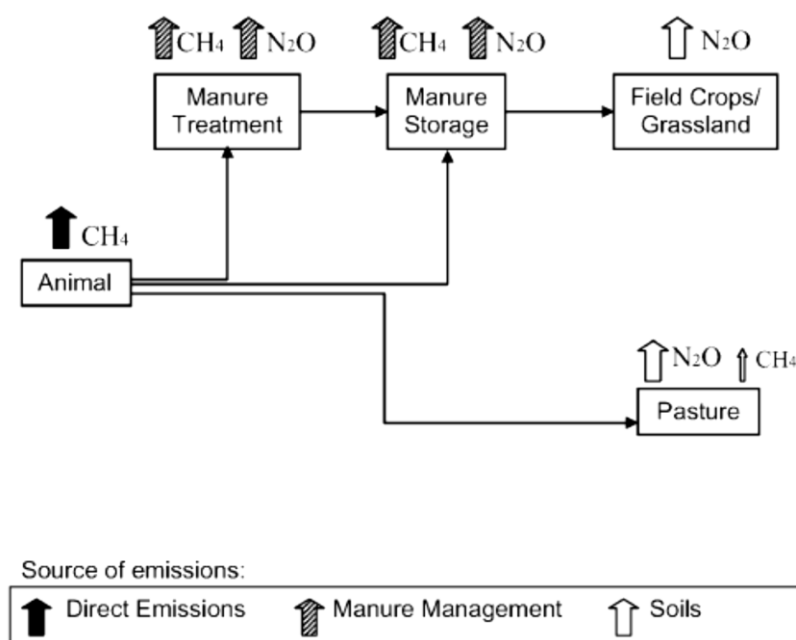 CH4 N2O CH4 N2O N2O
Manure Treatment
Manure Storage
Field Crops/ Grassland
CH4
Animal
N2O CH4
Pasture
Source of emissions:
Direct Emissions Manure Management Soils